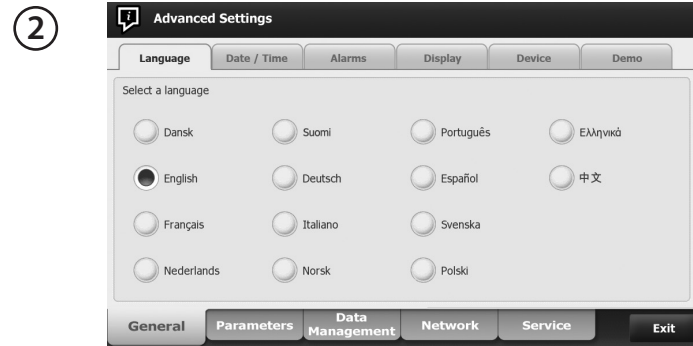 2
Advanced Settings
Language Date / Time Alarms Display Device Demo
Select a language
Dansk Suomi Português Ελληνικά
English Deutsch Español 中文
Français Italiano Svenska
Nederlands Norsk Polski
General Parameters Data Management Network Service Exit